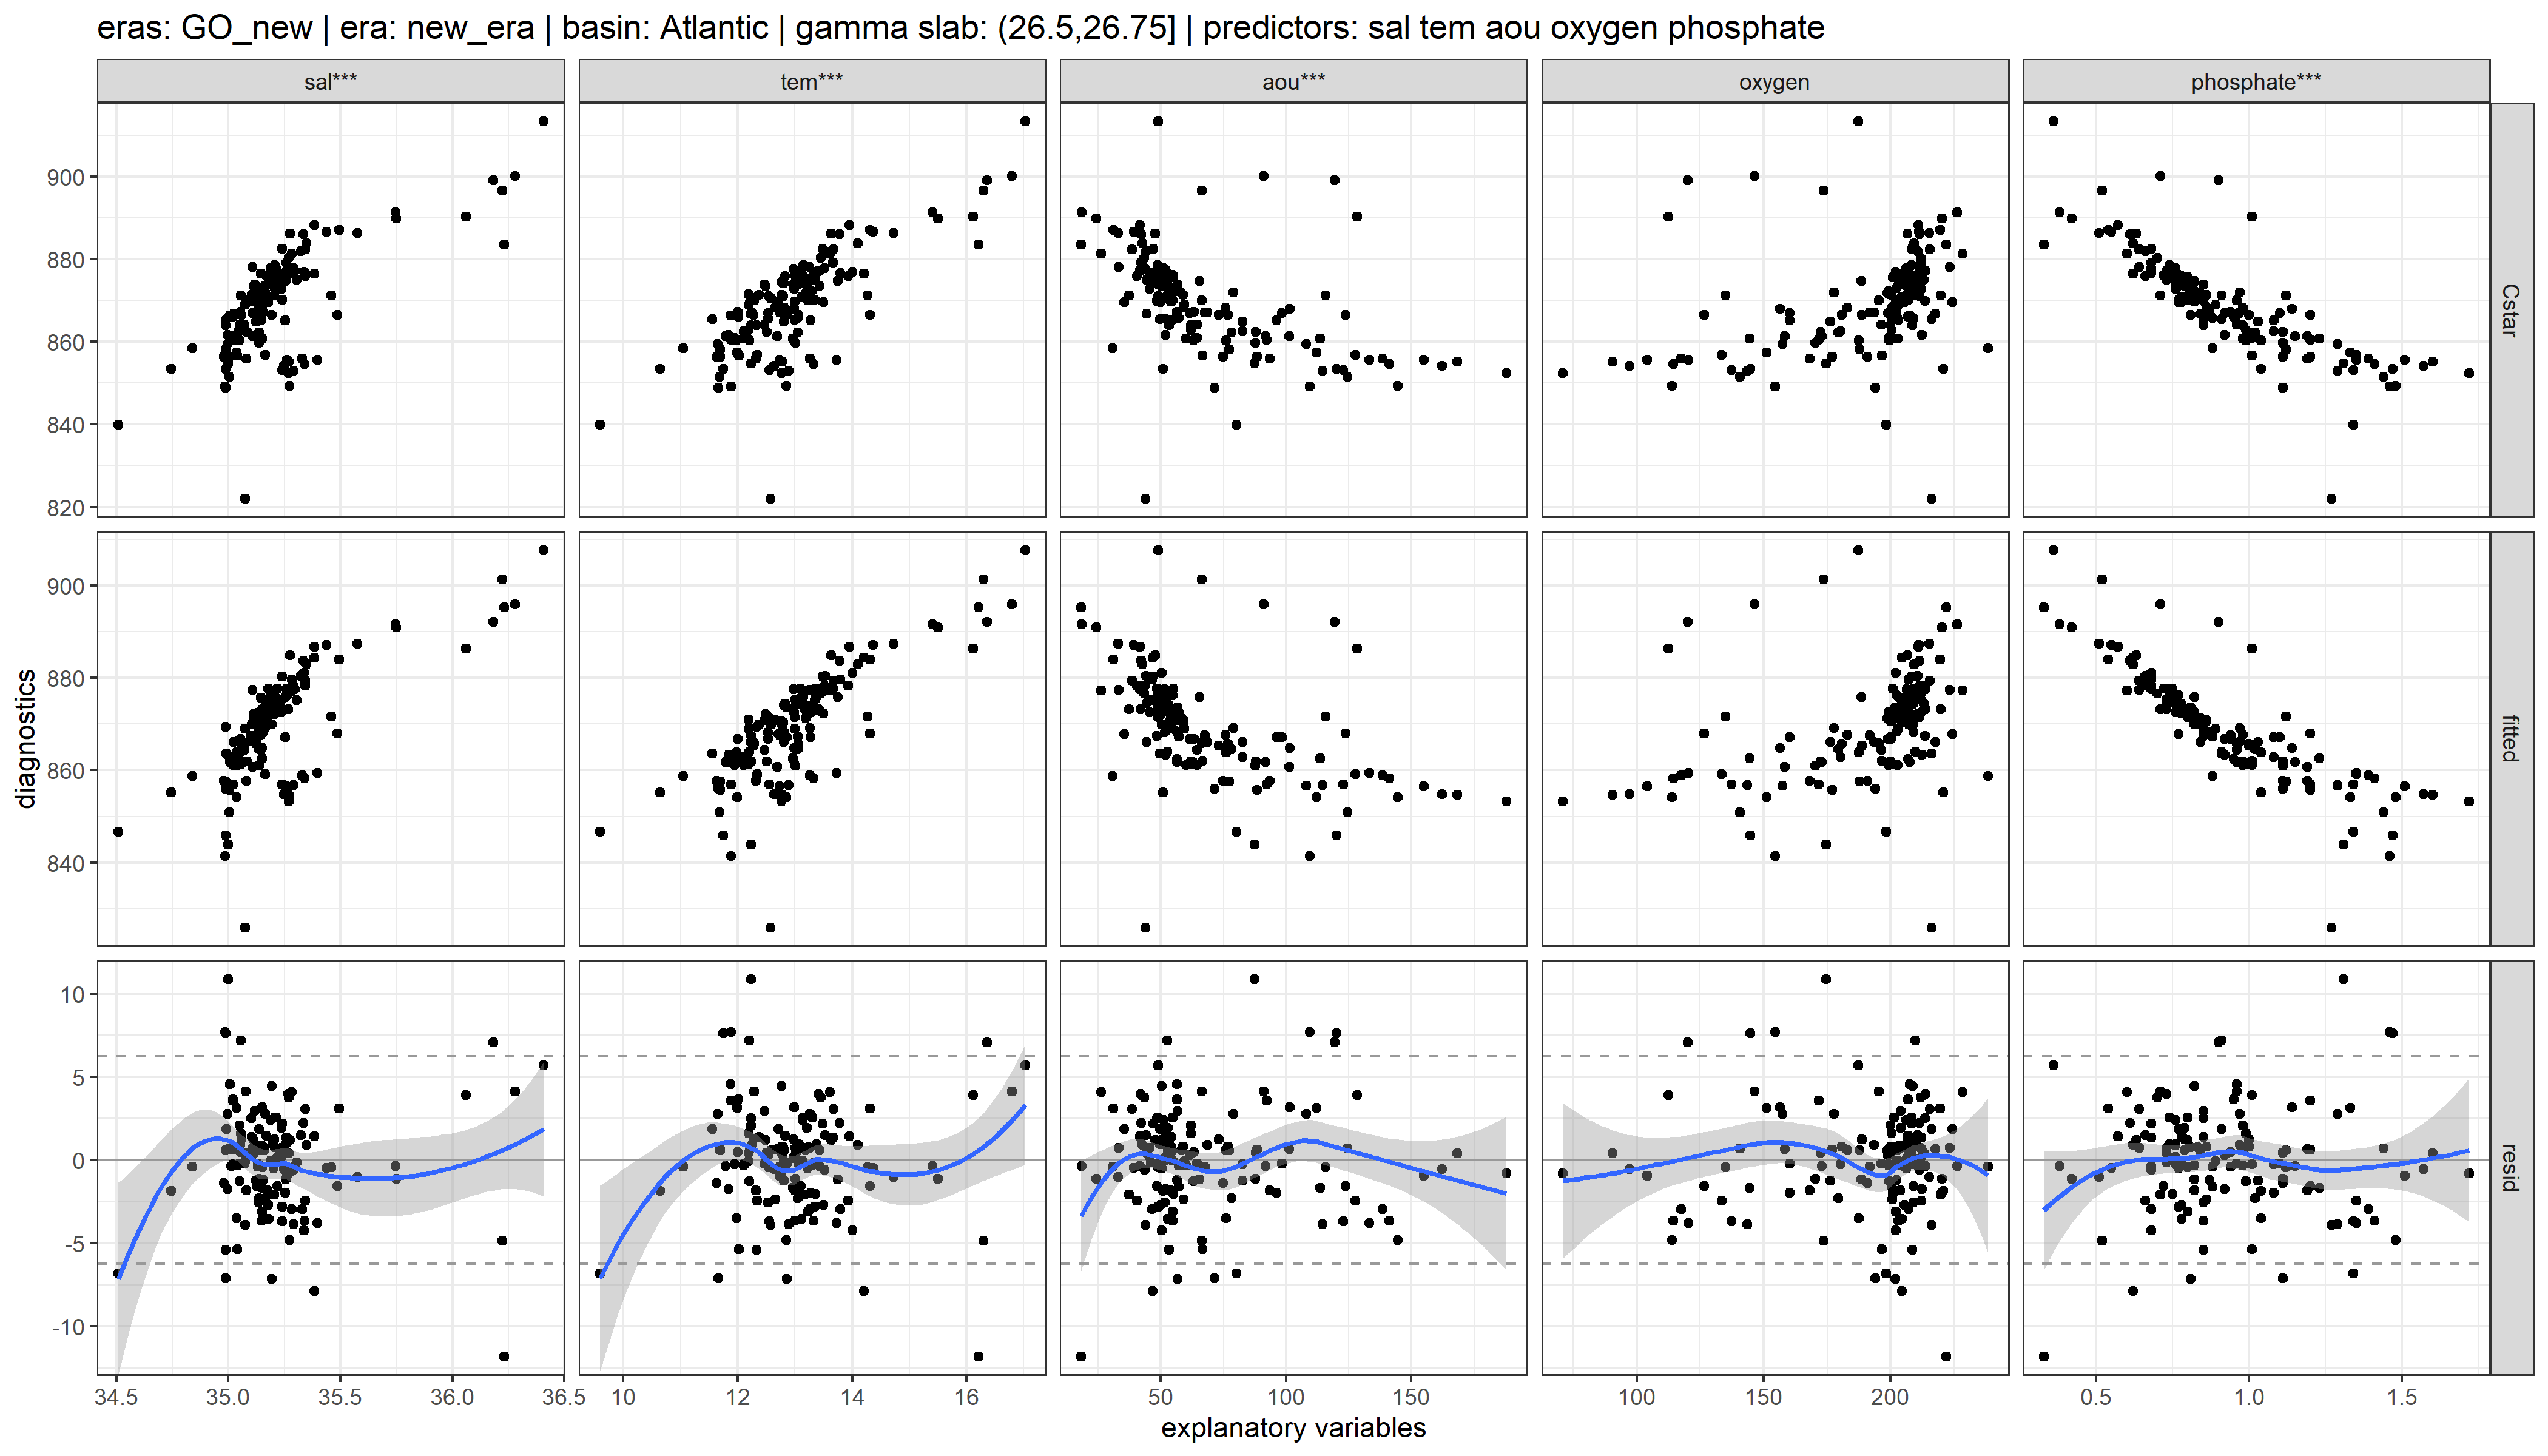 eras: GO_new | era: new_era | basin: Atlantic | gamma slab: (26.5,26.75] | predictors: sal tem aou oxygen phosphate
sal*** tem*** aou*** oxygen phosphate***
900
880
860
840
820
Cstar
900
880
860
840
fitted
diagnostics
10
5
0
-5
-10
resid
34.5 35.0 35.5 36.0 36.5 10 12 14 16 50 100 150 100 150 200 0.5 1.0 1.5
explanatory variables